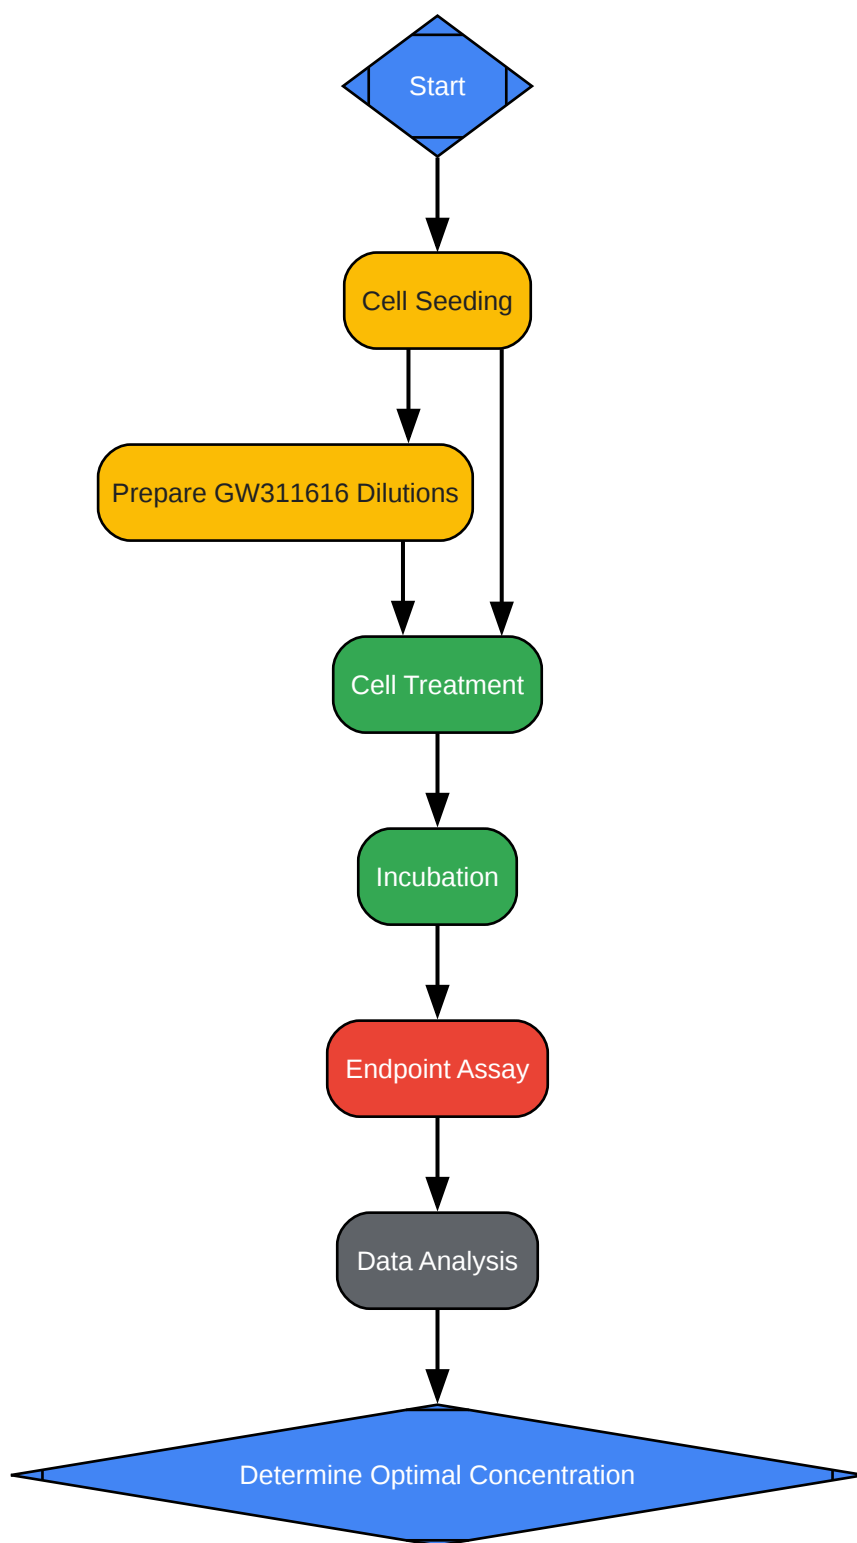 Start
Cell Seeding
Prepare GW311616 Dilutions
Cell Treatment
Incubation
Endpoint Assay
Data Analysis
Determine Optimal Concentration